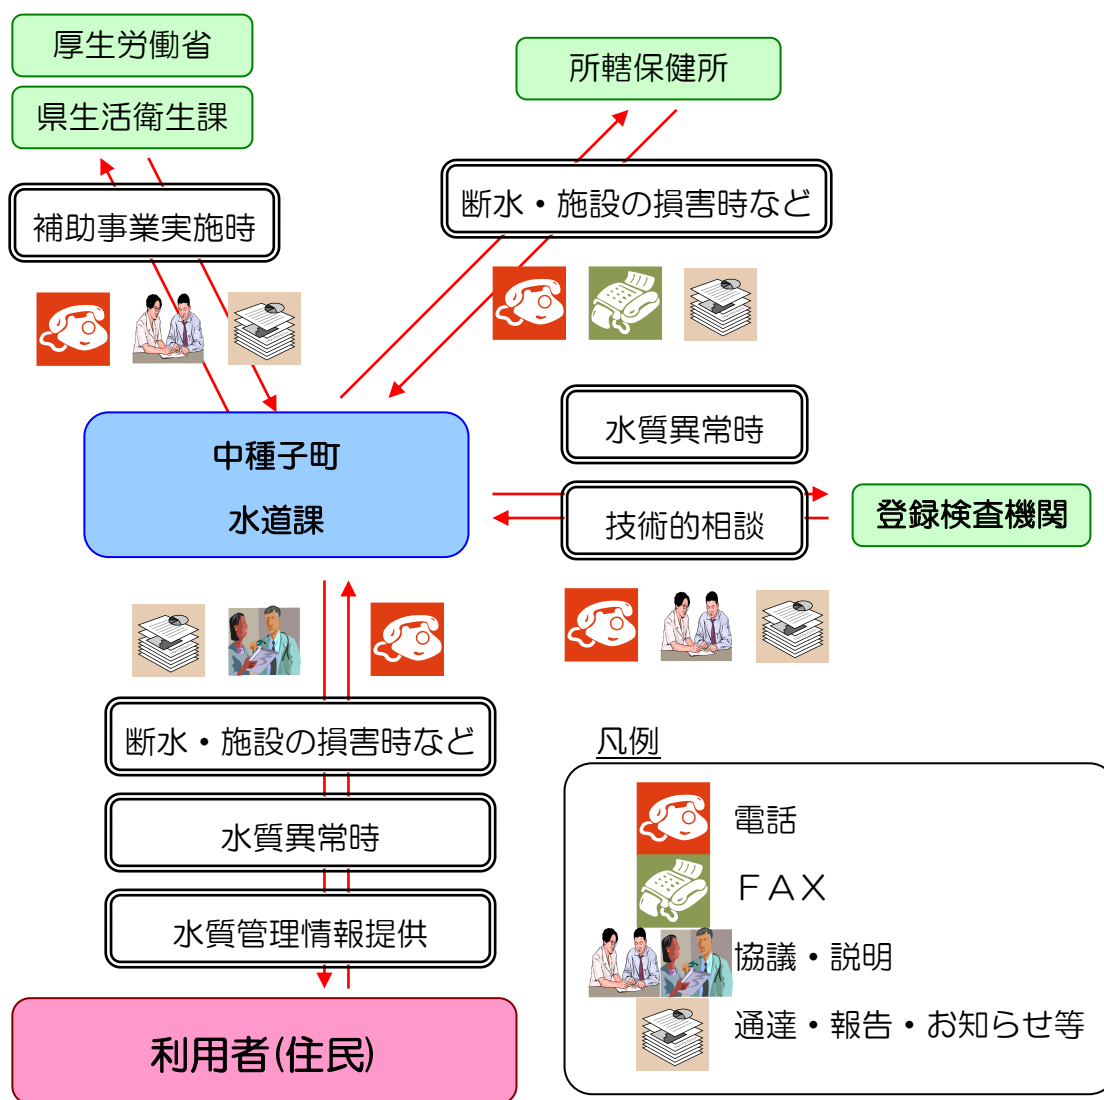 厚生労働省
県生活衛生課
所轄保健所
補助事業実施時
断水・施設の損害時など
中種子町
水道課
水質異常時
技術的相談
登録検査機関
断水・施設の損害時など
水質異常時
水質管理情報提供
利用者(住民)
凡例
電話
ＦＡＸ
協議・説明
通達・報告・お知らせ等